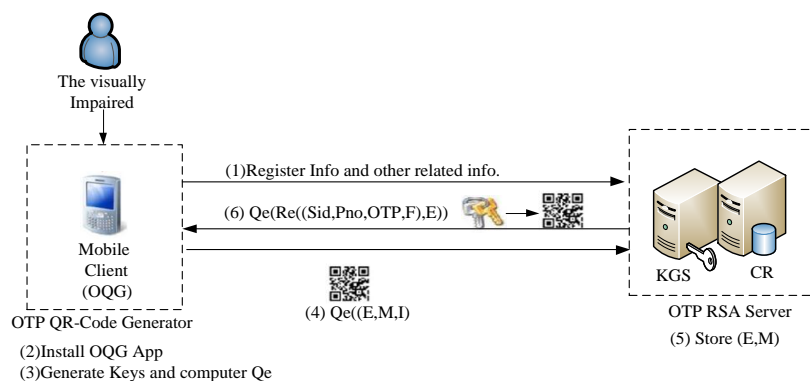 The visually
Impaired
(1)Register Info and other related info.
(6) Qe(Re((Sid,Pno,OTP,F),E))
Mobile
Client
(OQG)
KGS
CR
(4) Qe((E,M,I)
OTP QR-Code Generator
OTP RSA Server
(2)Install OQG App
(5) Store (E,M)
(3)Generate Keys and computer Qe